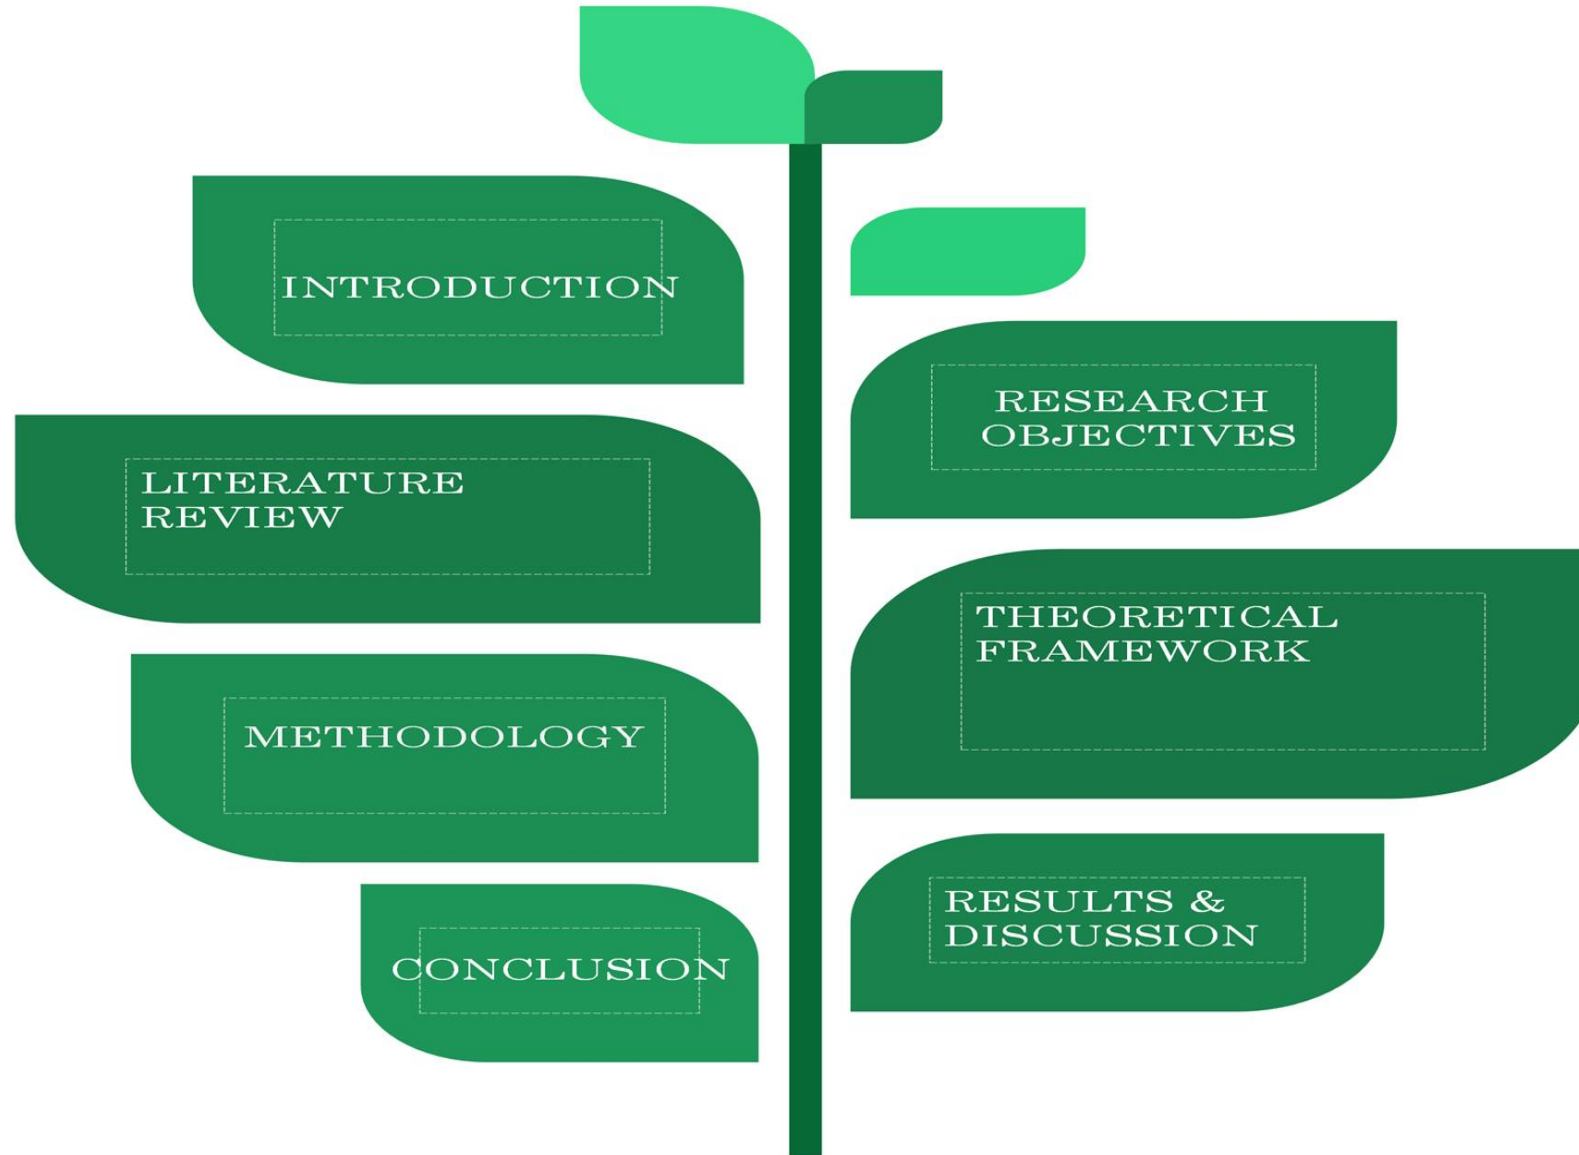 INTRODUCTION
RESEARCH
OBJECTIVES
LITERATURE
REVIEW
THEORETICAL
FRAMEWORK
METHODOLOGY
RESULTS &
DISCUSSION
CONCLUSION